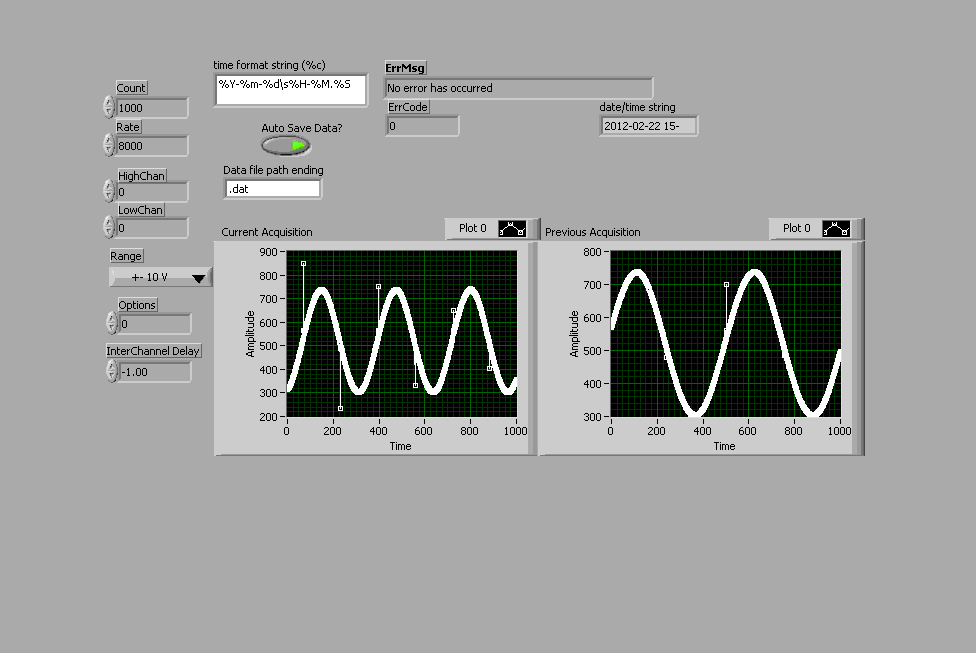 time format string (%c)
%Y-%m-%d\s%H-%M.%S
ErrMsg
No error has occurred
Count
1000
ErrCode
0
date/time string
2012-02-22 15-
Rate
8000
Auto Save Data?
Data file path ending
.dat
HighChan
0
LowChan
0
Range
+- 10 V
Options
0
InterChannel Delay
-1.00
Current Acquisition
Plot 0
900
800
700
600
500
400
300
200
Amplitude
0 200 400 600 800 1000
Time
Previous Acquisition
Plot 0
800
700
600
500
400
300
Amplitude
0 200 400 600 800 1000
Time